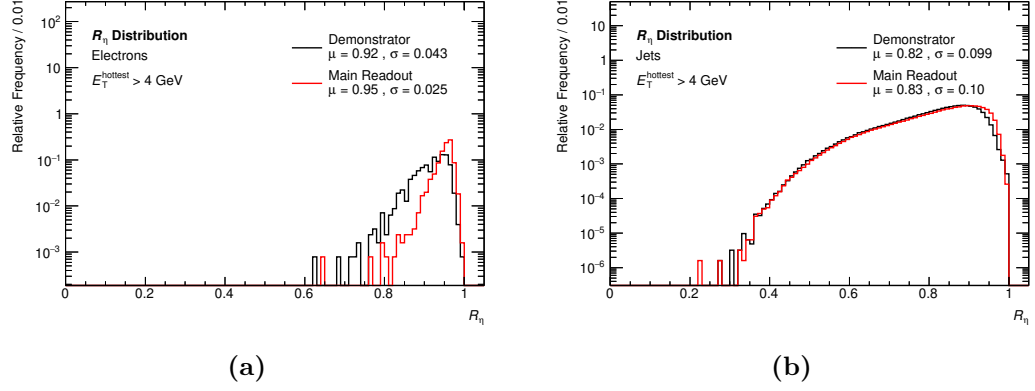 Relative Frequency / 0.01
10²
10
1
10⁻¹
10⁻²
10⁻³
Rη Distribution
Electrons
E_T^hottest > 4 GeV
Demonstrator
μ = 0.92 , σ = 0.043
Main Readout
μ = 0.95 , σ = 0.025
0 0.2 0.4 0.6 0.8 1
Rη
(a)
Relative Frequency / 0.01
10
1
10⁻¹
10⁻²
10⁻³
10⁻⁴
10⁻⁵
10⁻⁶
Rη Distribution
Jets
E_T^hottest > 4 GeV
Demonstrator
μ = 0.82 , σ = 0.099
Main Readout
μ = 0.83 , σ = 0.10
0 0.2 0.4 0.6 0.8 1
Rη
(b)